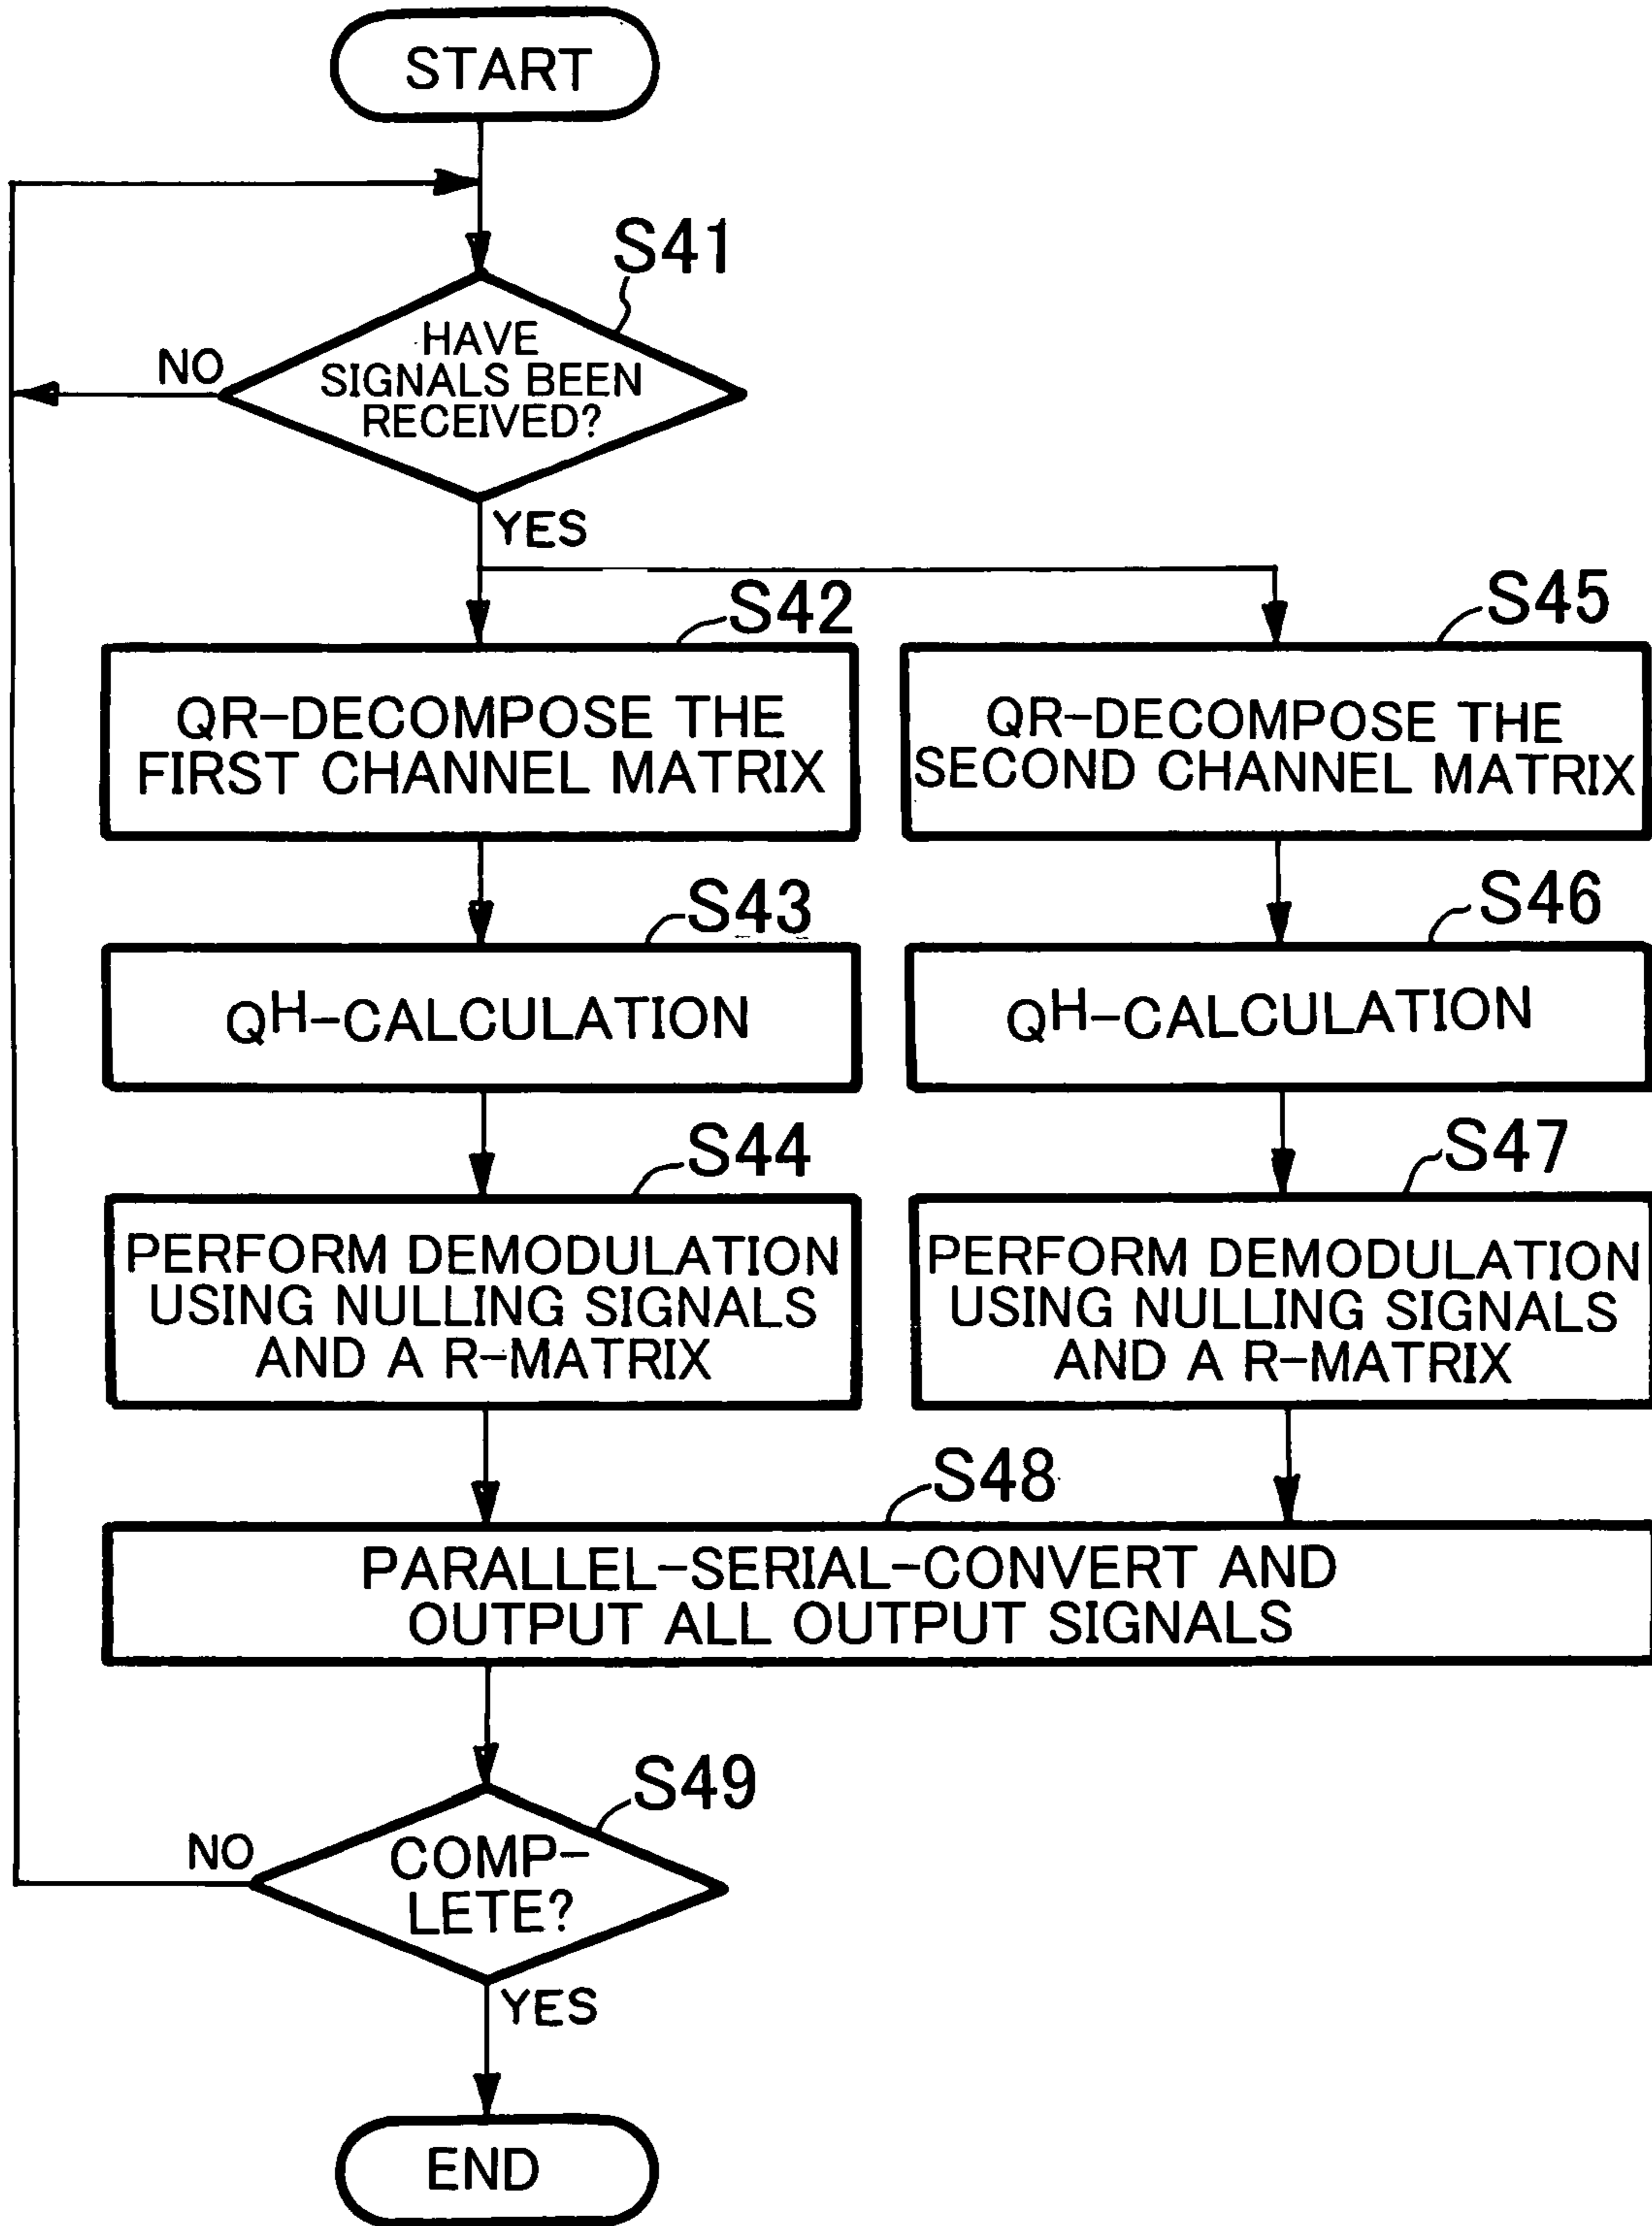 START
S41
HAVE
SIGNALS BEEN
RECEIVED?
NO
YES
S42
QR-DECOMPOSE THE
FIRST CHANNEL MATRIX
S45
QR-DECOMPOSE THE
SECOND CHANNEL MATRIX
S43
Qᴴ-CALCULATION
S46
Qᴴ-CALCULATION
S44
PERFORM DEMODULATION
USING NULLING SIGNALS
AND A R-MATRIX
S47
PERFORM DEMODULATION
USING NULLING SIGNALS
AND A R-MATRIX
S48
PARALLEL-SERIAL-CONVERT AND
OUTPUT ALL OUTPUT SIGNALS
S49
COMP-
LETE?
NO
YES
END